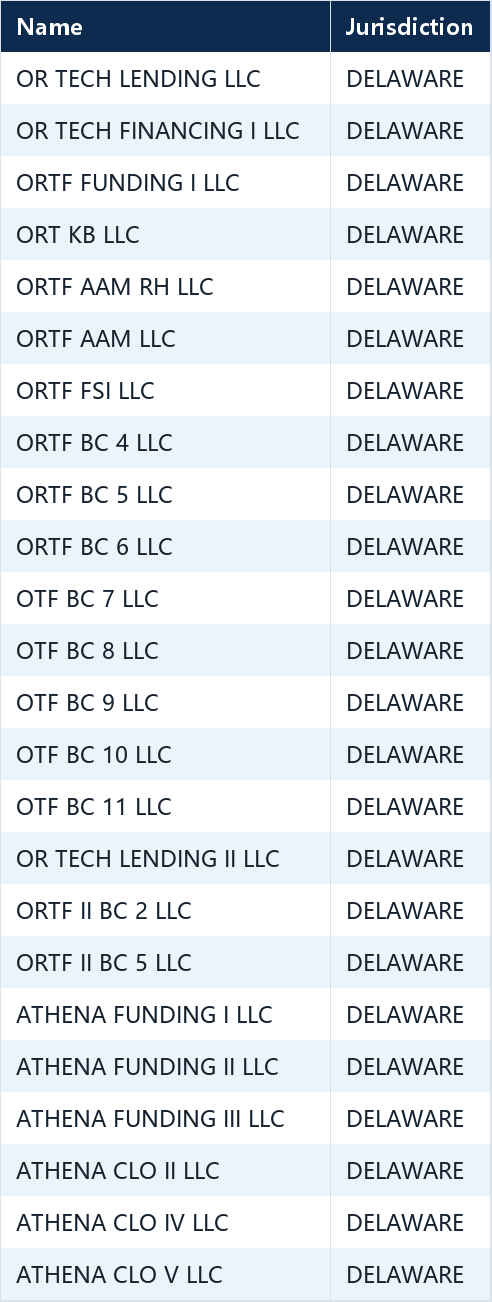 Name Jurisdiction
OR TECH LENDING LLC DELAWARE
OR TECH FINANCING I LLC DELAWARE
ORTF FUNDING I LLC DELAWARE
ORT KB LLC DELAWARE
ORTF AAM RH LLC DELAWARE
ORTF AAM LLC DELAWARE
ORTF FSI LLC DELAWARE
ORTF BC 4 LLC DELAWARE
ORTF BC 5 LLC DELAWARE
ORTF BC 6 LLC DELAWARE
OTF BC 7 LLC DELAWARE
OTF BC 8 LLC DELAWARE
OTF BC 9 LLC DELAWARE
OTF BC 10 LLC DELAWARE
OTF BC 11 LLC DELAWARE
OR TECH LENDING II LLC DELAWARE
ORTF II BC 2 LLC DELAWARE
ORTF II BC 5 LLC DELAWARE
ATHENA FUNDING I LLC DELAWARE
ATHENA FUNDING II LLC DELAWARE
ATHENA FUNDING III LLC DELAWARE
ATHENA CLO II LLC DELAWARE
ATHENA CLO IV LLC DELAWARE
ATHENA CLO V LLC DELAWARE